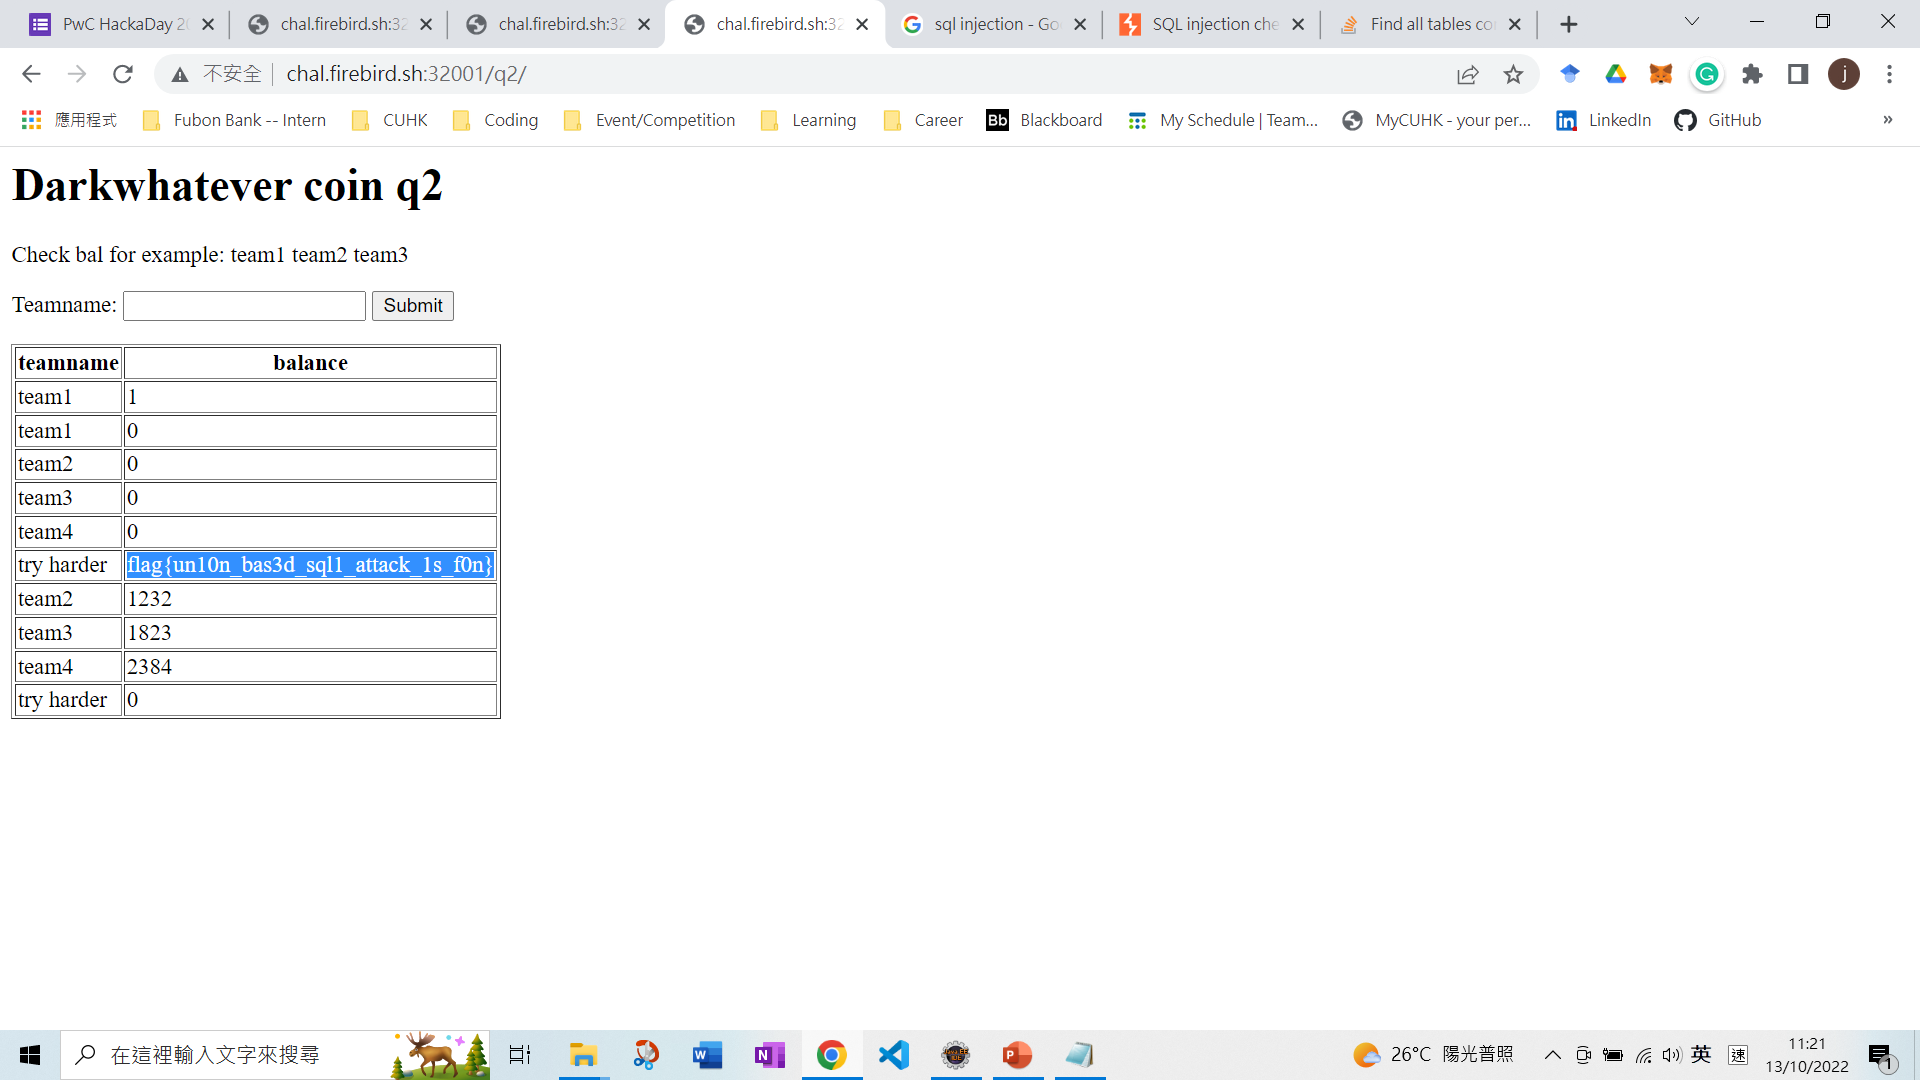 PwC HackaDay 2
chal.firebird.sh:32
chal.firebird.sh:32
chal.firebird.sh:32
sql injection - Go
SQL injection che
Find all tables co
不安全 chal.firebird.sh:32001/q2/
j
應用程式 Fubon Bank -- Intern CUHK Coding Event/Competition Learning Career Bb Blackboard My Schedule | Team... MyCUHK - your per... in LinkedIn GitHub »
Darkwhatever coin q2
Check bal for example: team1 team2 team3
Teamname: Submit
teamname balance
team1 1
team1 0
team2 0
team3 0
team4 0
try harder flag{un10n_bas3d_sql1_attack_1s_f0n}
team2 1232
team3 1823
team4 2384
try harder 0
在這裡輸入文字來搜尋
26°C 陽光普照
英
速
11:21
13/10/2022
1